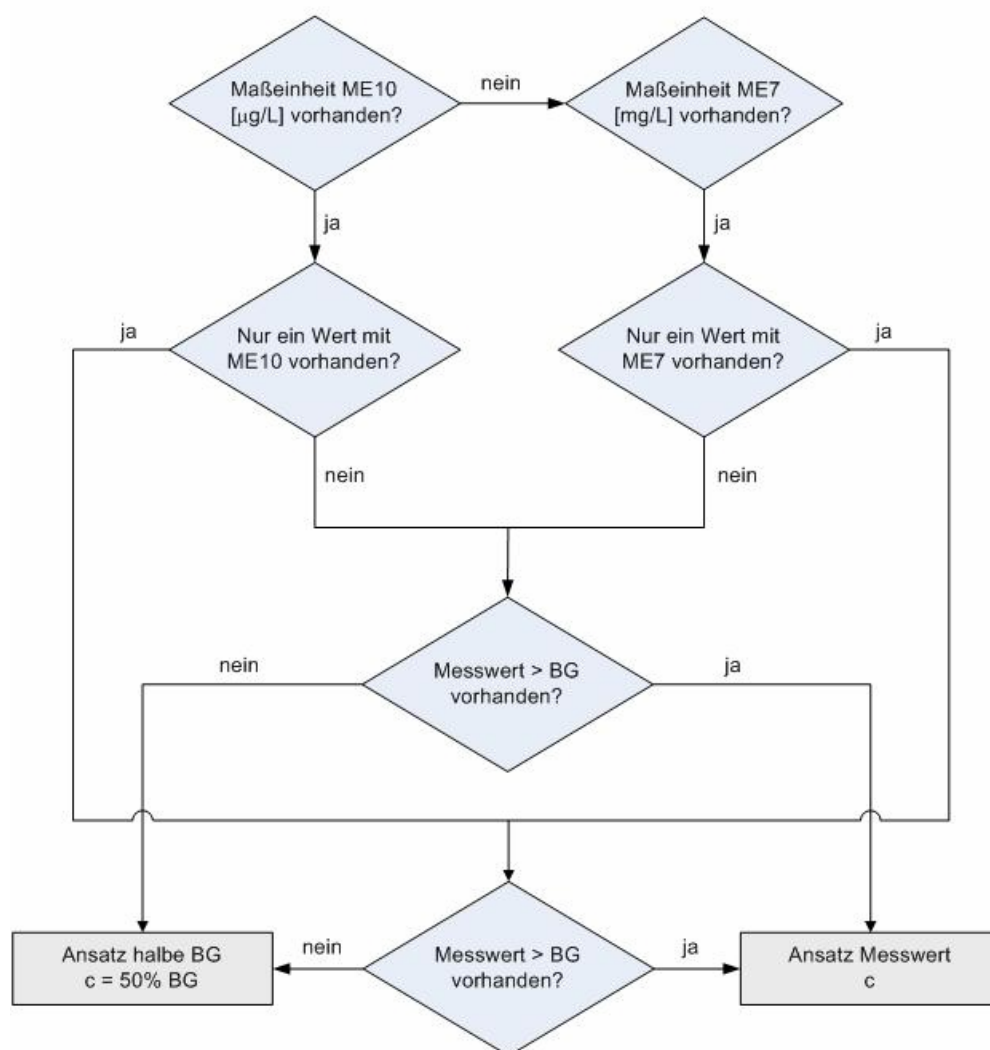 Maßeinheit ME10
[µg/L] vorhanden?
nein
Maßeinheit ME7
[mg/L] vorhanden?
ja
ja
ja
Nur ein Wert mit
ME10 vorhanden?
Nur ein Wert mit
ME7 vorhanden?
ja
nein
nein
nein
Messwert > BG
vorhanden?
ja
Ansatz halbe BG
c = 50% BG
nein
Messwert > BG
vorhanden?
ja
Ansatz Messwert
c